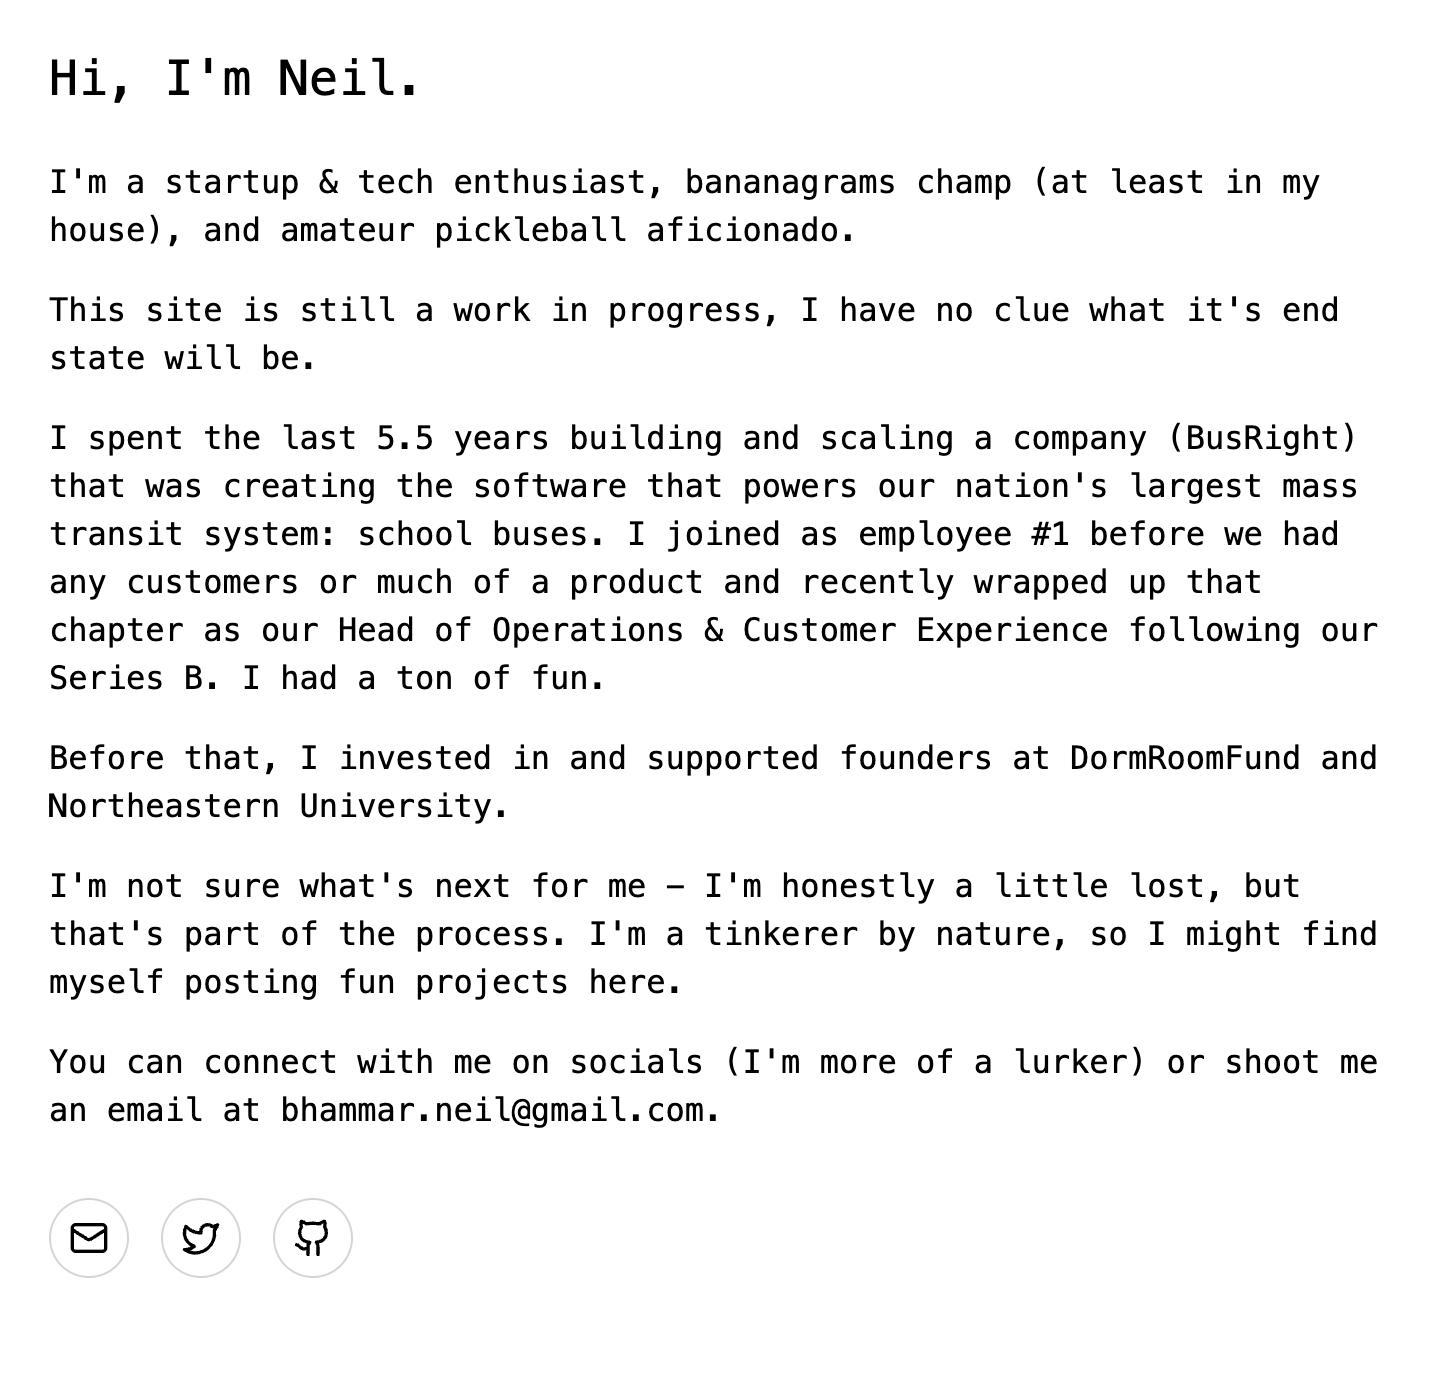 Hi, I'm Neil.
I'm a startup & tech enthusiast, bananagrams champ (at least in my
house), and amateur pickleball aficionado.
This site is still a work in progress, I have no clue what it's end
state will be.
I spent the last 5.5 years building and scaling a company (BusRight)
that was creating the software that powers our nation's largest mass
transit system: school buses. I joined as employee #1 before we had
any customers or much of a product and recently wrapped up that
chapter as our Head of Operations & Customer Experience following our
Series B. I had a ton of fun.
Before that, I invested in and supported founders at DormRoomFund and
Northeastern University.
I'm not sure what's next for me – I'm honestly a little lost, but
that's part of the process. I'm a tinkerer by nature, so I might find
myself posting fun projects here.
You can connect with me on socials (I'm more of a lurker) or shoot me
an email at bhammar.neil@gmail.com.